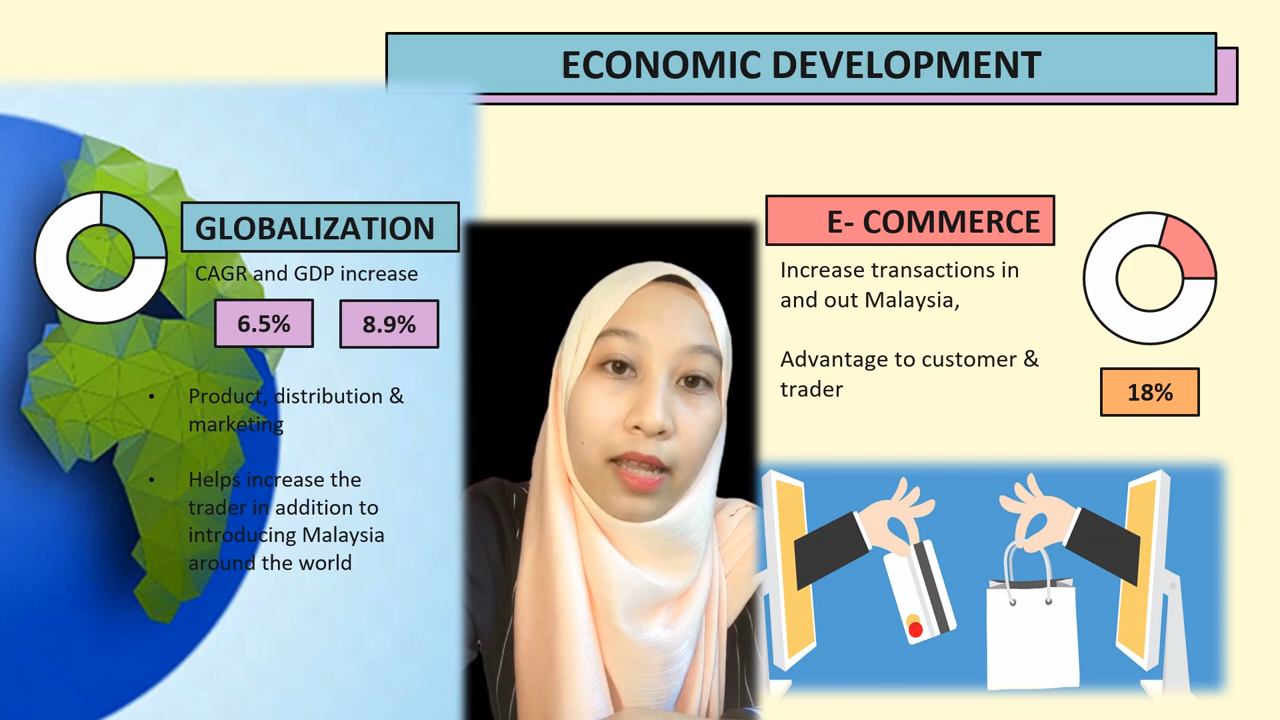 ECONOMIC DEVELOPMENT
GLOBALIZATION
CAGR and GDP increase
6.5%
8.9%
• Product, distribution &
marketing
• Helps increase the
trader in addition to
introducing Malaysia
around the world
E- COMMERCE
Increase transactions in
and out Malaysia,
Advantage to customer &
trader
18%